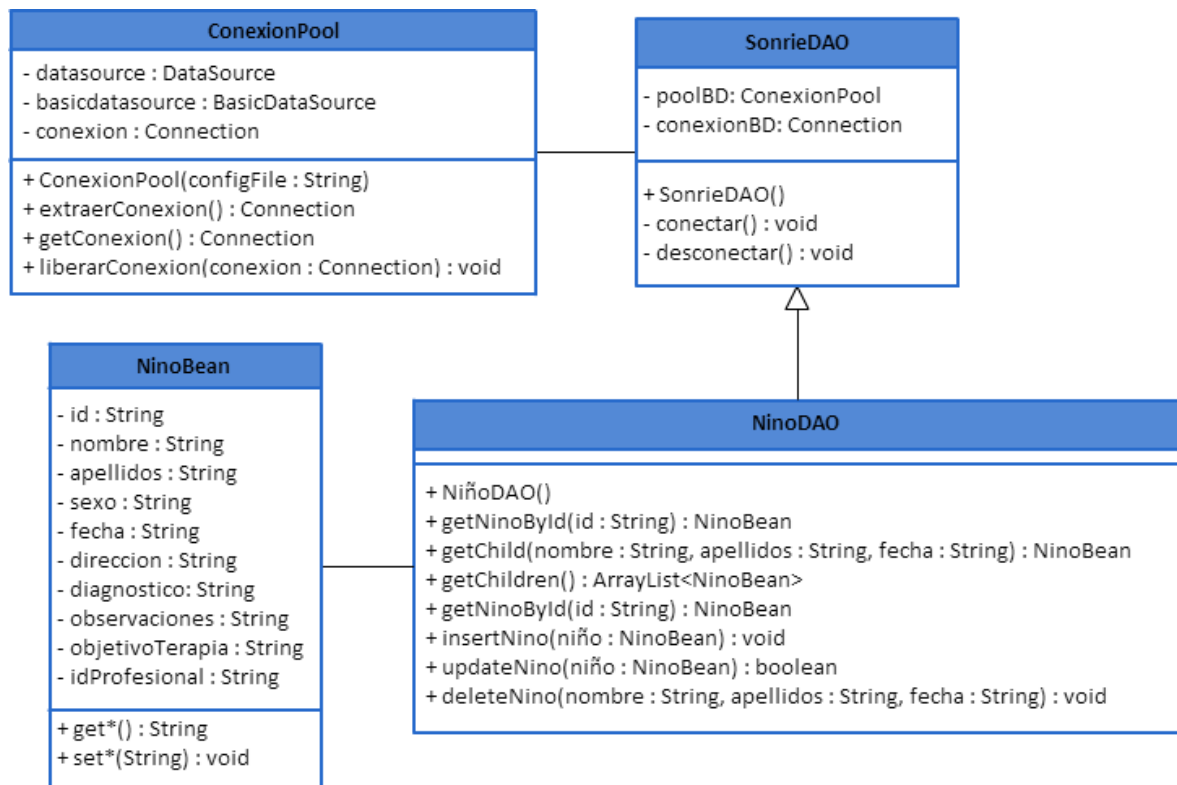 ConexionPool
- datasource : DataSource
- basicdatasource : BasicDataSource
- conexion : Connection
+ ConexionPool(configFile : String)
+ extraerConexion() : Connection
+ getConexion() : Connection
+ liberarConexion(conexion : Connection) : void
SonrieDAO
- poolBD: ConexionPool
- conexionBD: Connection
+ SonrieDAO()
- conectar() : void
- desconectar() : void
NinoBean
- id : String
- nombre : String
- apellidos : String
- sexo : String
- fecha : String
- direccion : String
- diagnostico: String
- observaciones : String
- objetivoTerapia : String
- idProfesional : String
+ get*() : String
+ set*(String) : void
NinoDAO
+ NiñoDAO()
+ getNinoById(id : String) : NinoBean
+ getChild(nombre : String, apellidos : String, fecha : String) : NinoBean
+ getChildren() : ArrayList<NinoBean>
+ getNinoById(id : String) : NinoBean
+ insertNino(niño : NinoBean) : void
+ updateNino(niño : NinoBean) : boolean
+ deleteNino(nombre : String, apellidos : String, fecha : String) : void